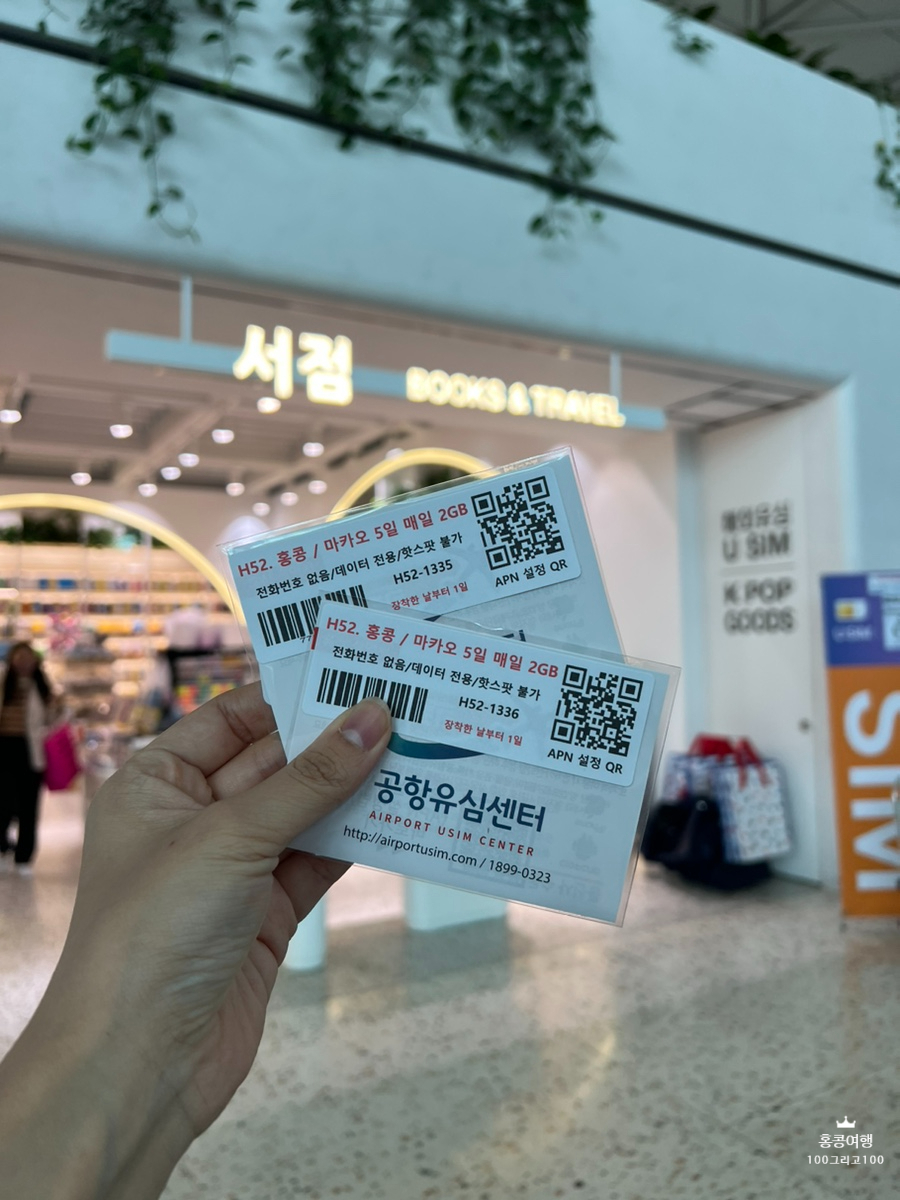 서점
BOOKS & TRAVEL
해외유심
U SIM
K POP
GOODS
SIM
H52. 홍콩 / 마카오 5일 매일 2GB
전화번호 없음/데이터 전용/핫스팟 불가
H52-1335
장착한 날부터 1일
APN 설정 QR
H52. 홍콩 / 마카오 5일 매일 2GB
전화번호 없음/데이터 전용/핫스팟 불가
H52-1336
장착한 날부터 1일
APN 설정 QR
공항유심센터
AIRPORT USIM CENTER
http://airportusim.com / 1899-0323
홍콩여행
100그리고100